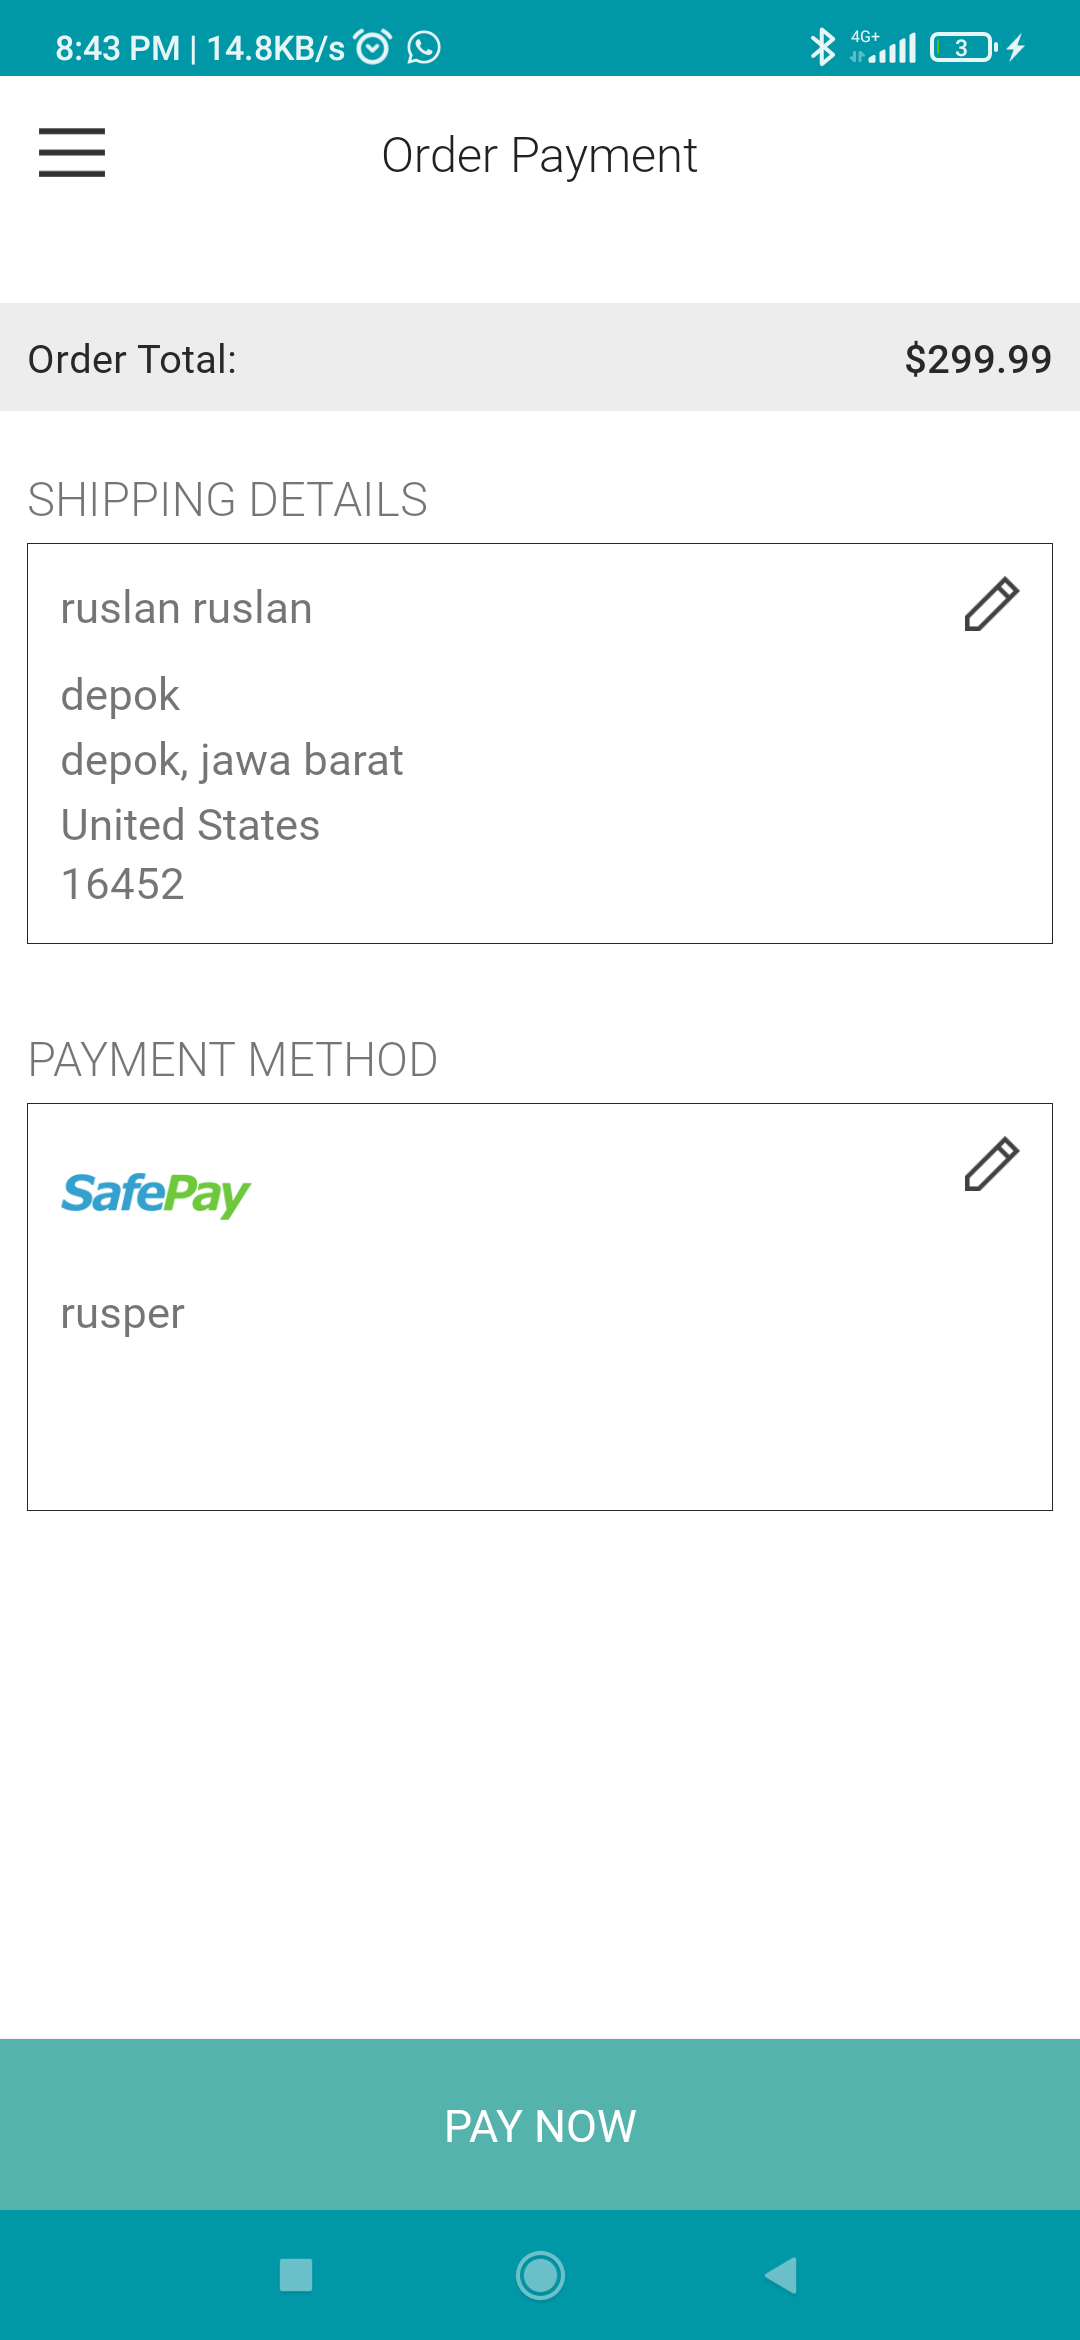 8:43 PM | 14.8KB/s
4G+
3
Order Payment
Order Total: $299.99
SHIPPING DETAILS
ruslan ruslan
depok
depok, jawa barat
United States
16452
PAYMENT METHOD
SafePay
rusper
PAY NOW